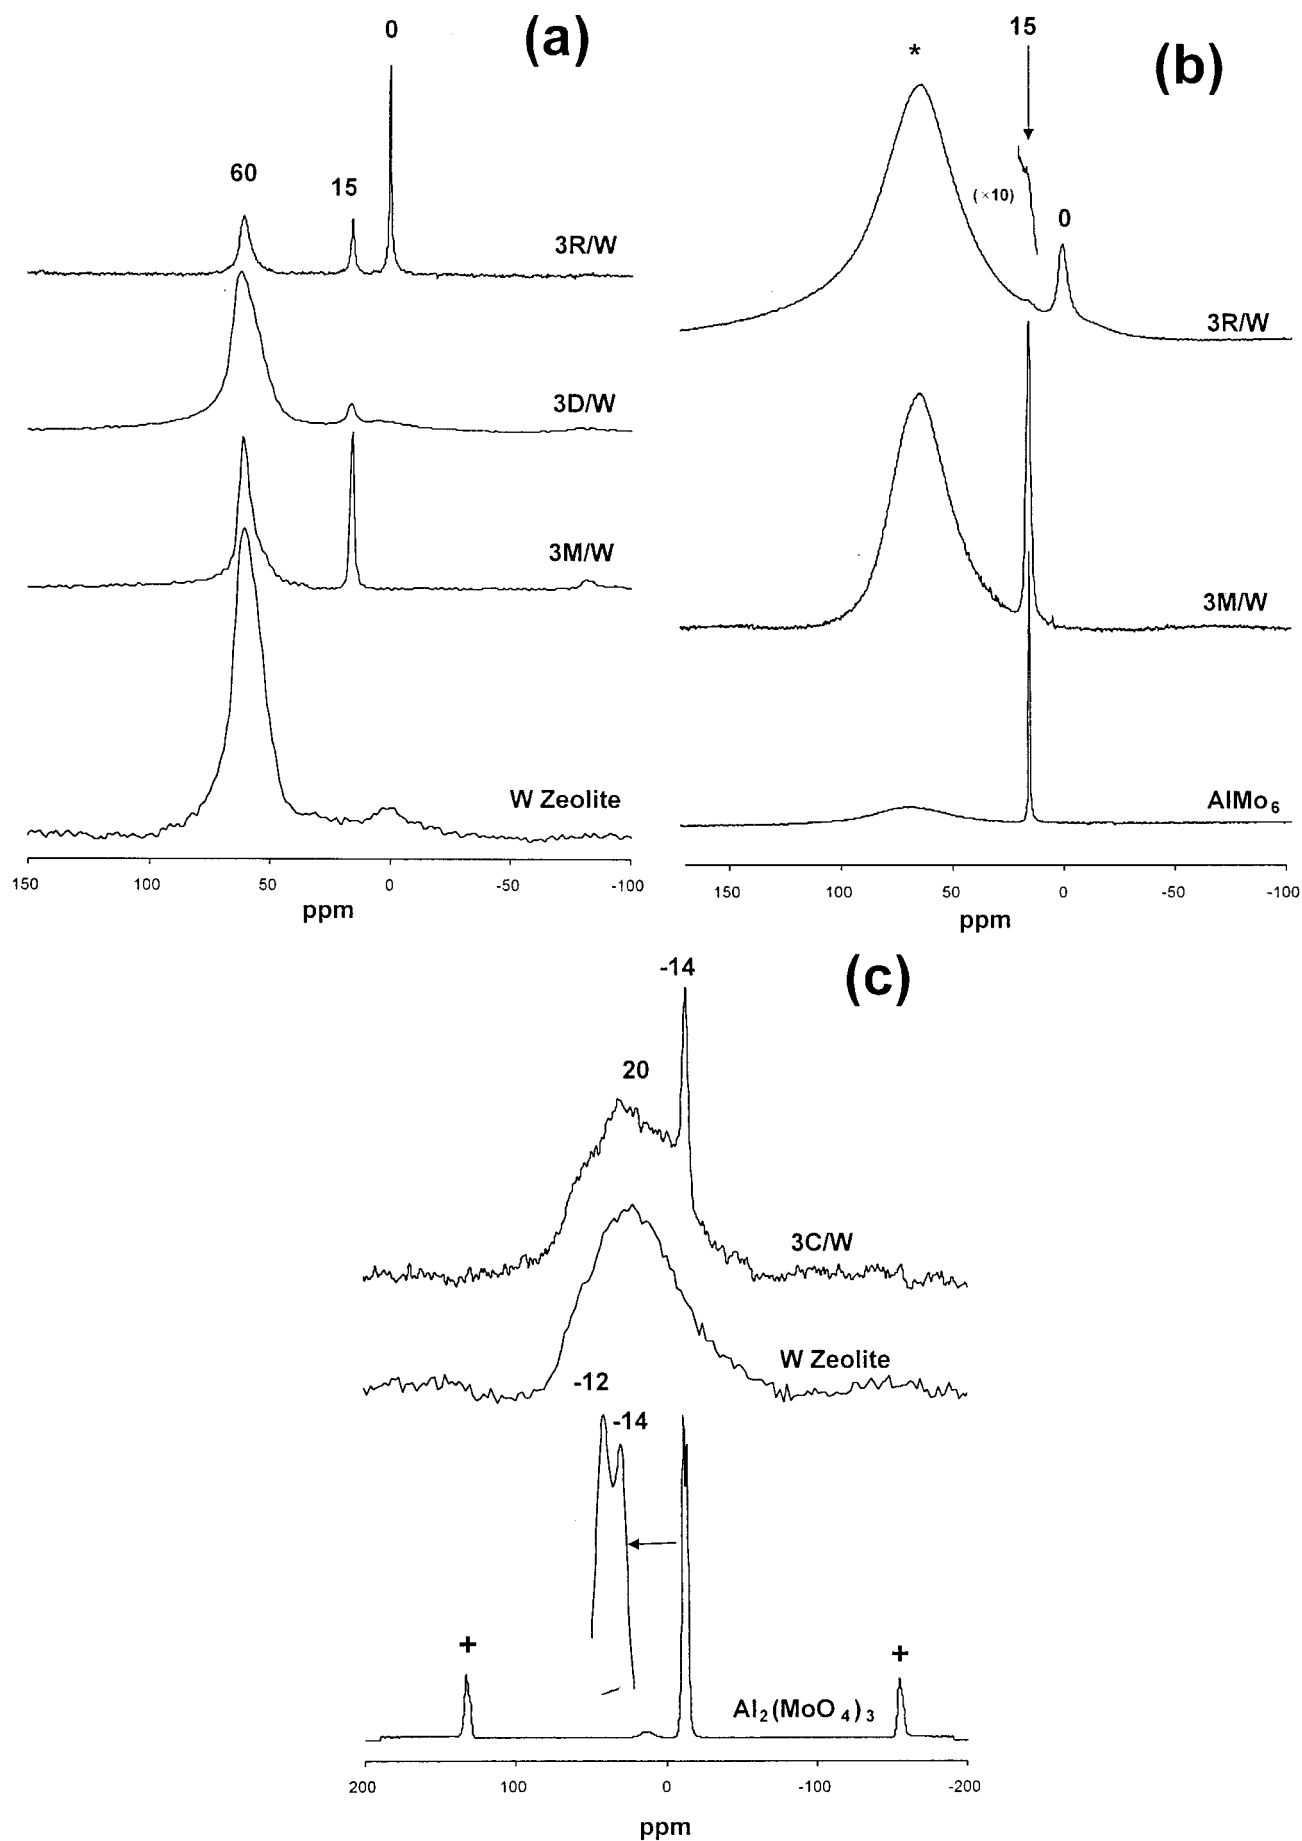 (a)
0
60
15
3R/W
3D/W
3M/W
W Zeolite
150 100 50 0 -50 -100
ppm
(b)
*
15
(×10)
0
3R/W
3M/W
AlMo6
150 100 50 0 -50 -100
ppm
(c)
-14
20
3C/W
W Zeolite
-12
-14
+ +
Al2(MoO4)3
200 100 0 -100 -200
ppm